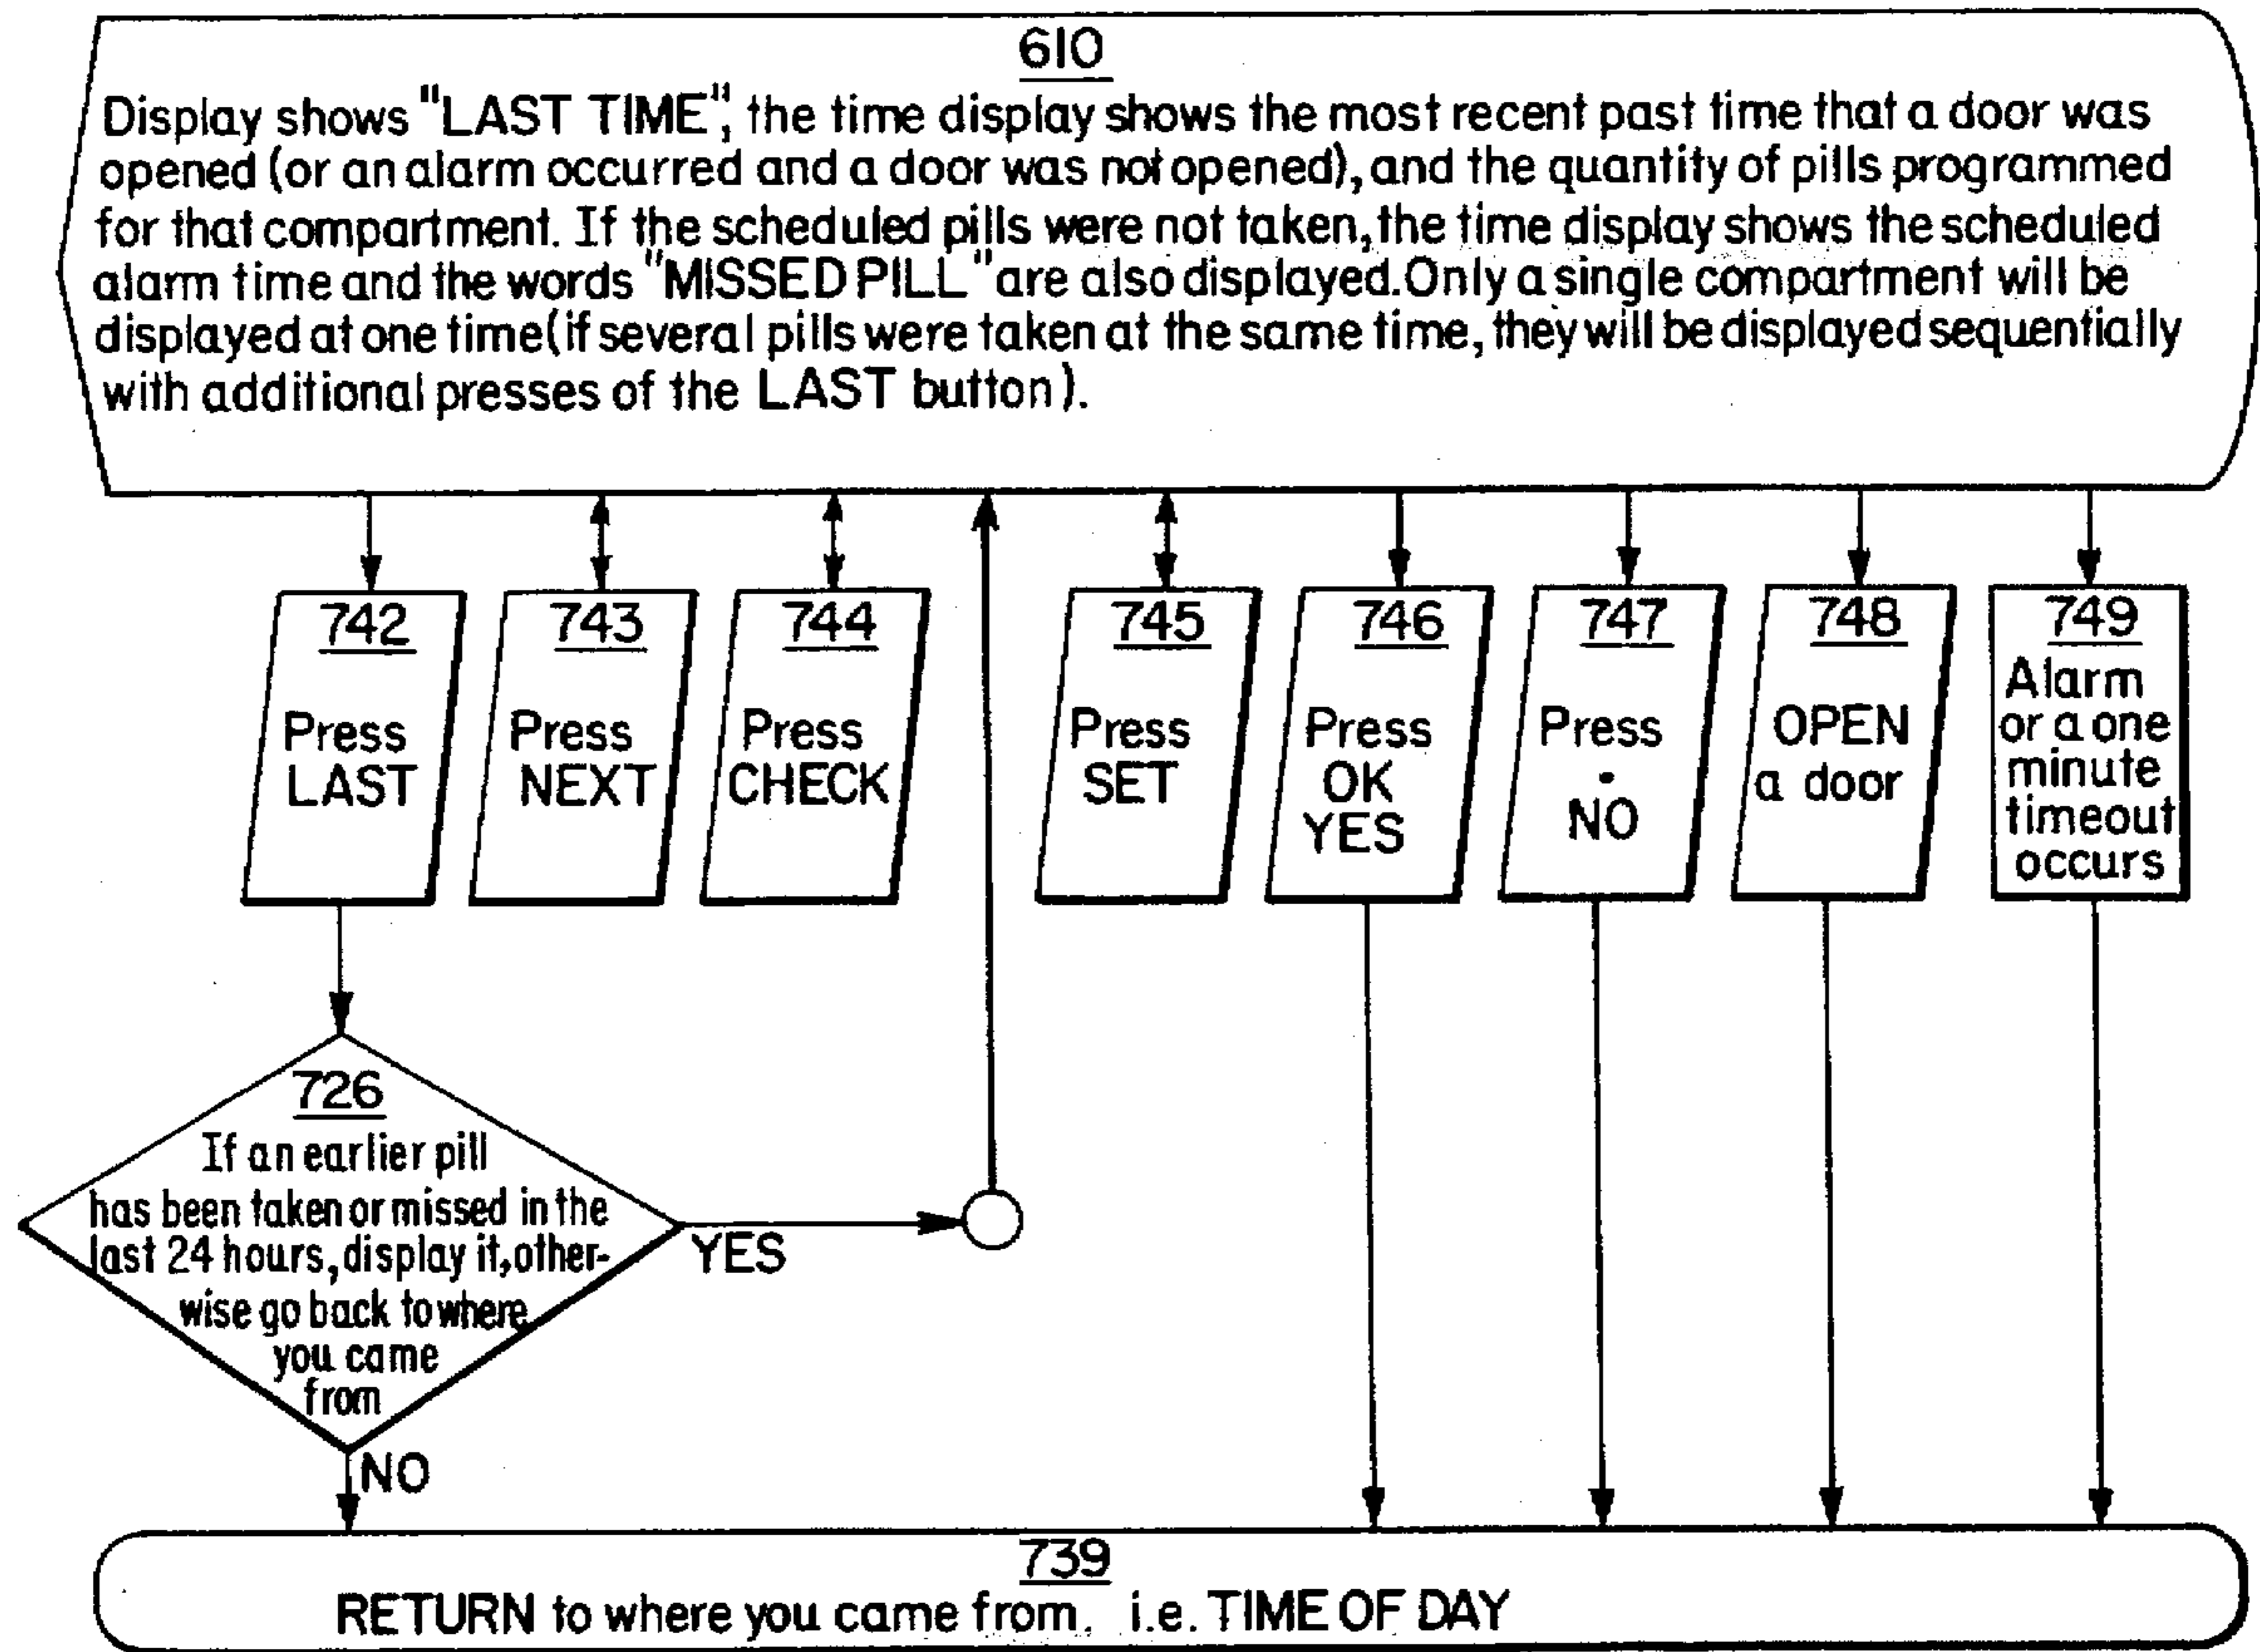 610
Display shows "LAST TIME", the time display shows the most recent past time that a door was
opened (or an alarm occurred and a door was not opened), and the quantity of pills programmed
for that compartment. If the scheduled pills were not taken, the time display shows the scheduled
alarm time and the words "MISSED PILL" are also displayed. Only a single compartment will be
displayed at one time (if several pills were taken at the same time, they will be displayed sequentially
with additional presses of the LAST button).
742
Press
LAST
743
Press
NEXT
744
Press
CHECK
745
Press
SET
746
Press
OK
YES
747
Press
.
NO
748
OPEN
a door
749
Alarm
or a one
minute
timeout
occurs
726
If an earlier pill
has been taken or missed in the
last 24 hours, display it, other-
wise go back to where
you came
from
YES
NO
739
RETURN to where you came from, i.e. TIME OF DAY